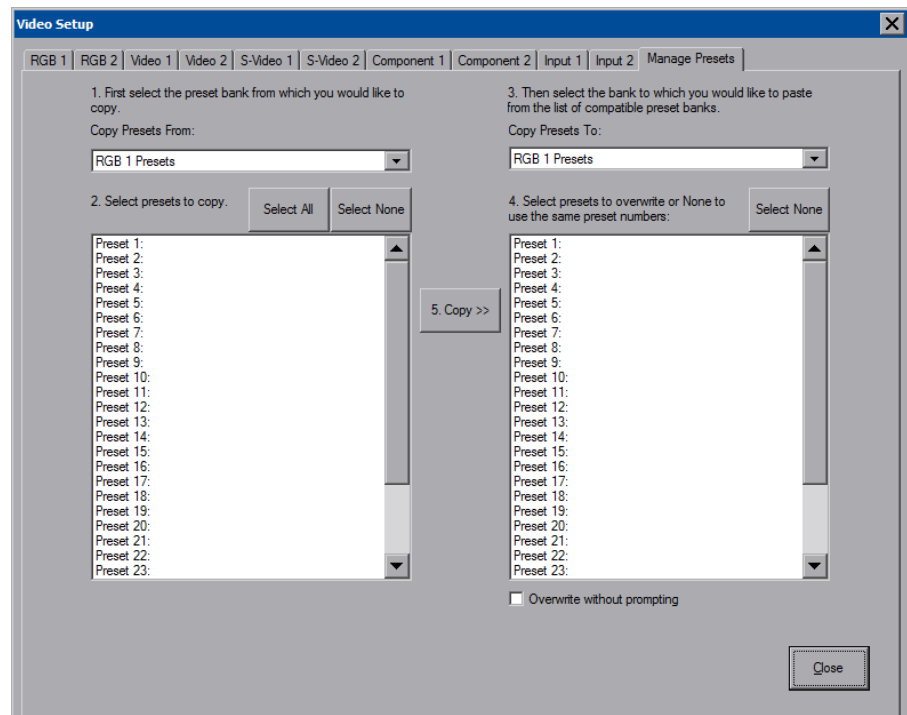 Video Setup
RGB 1 RGB 2 Video 1 Video 2 S-Video 1 S-Video 2 Component 1 Component 2 Input 1 Input 2 Manage Presets
1. First select the preset bank from which you would like to
copy.
Copy Presets From:
RGB 1 Presets
2. Select presets to copy.
Select All
Select None
Preset 1:
Preset 2:
Preset 3:
Preset 4:
Preset 5:
Preset 6:
Preset 7:
Preset 8:
Preset 9:
Preset 10:
Preset 11:
Preset 12:
Preset 13:
Preset 14:
Preset 15:
Preset 16:
Preset 17:
Preset 18:
Preset 19:
Preset 20:
Preset 21:
Preset 22:
Preset 23:
5. Copy >>
3. Then select the bank to which you would like to paste
from the list of compatible preset banks.
Copy Presets To:
RGB 1 Presets
4. Select presets to overwrite or None to
use the same preset numbers:
Select None
Preset 1:
Preset 2:
Preset 3:
Preset 4:
Preset 5:
Preset 6:
Preset 7:
Preset 8:
Preset 9:
Preset 10:
Preset 11:
Preset 12:
Preset 13:
Preset 14:
Preset 15:
Preset 16:
Preset 17:
Preset 18:
Preset 19:
Preset 20:
Preset 21:
Preset 22:
Preset 23:
Overwrite without prompting
Close